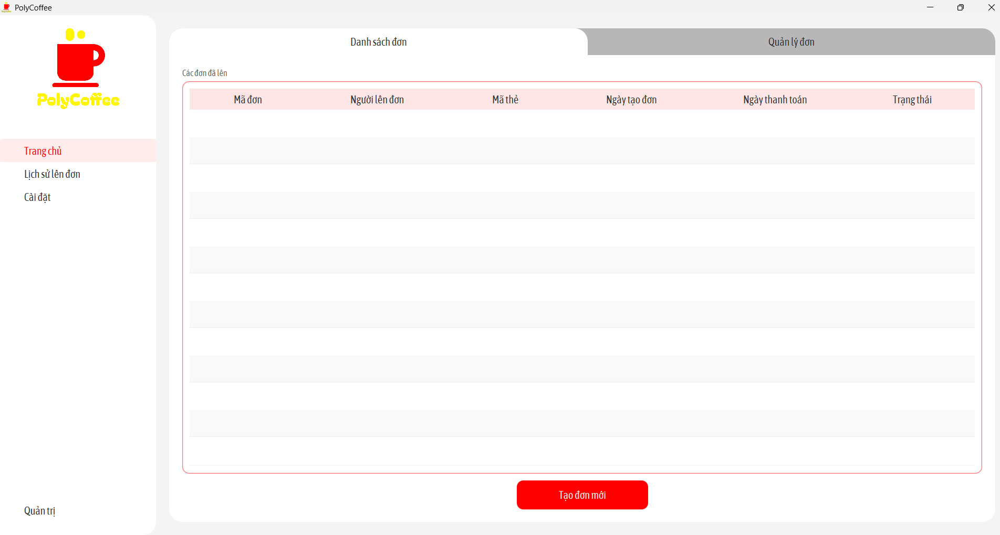 PolyCoffee
PolyCoffee
Trang chủ
Lịch sử lên đơn
Cài đặt
Quản trị
Danh sách đơn
Quản lý đơn
Các đơn đã lên
Mã đơn
Người lên đơn
Mã thẻ
Ngày tạo đơn
Ngày thanh toán
Trạng thái
Tạo đơn mới